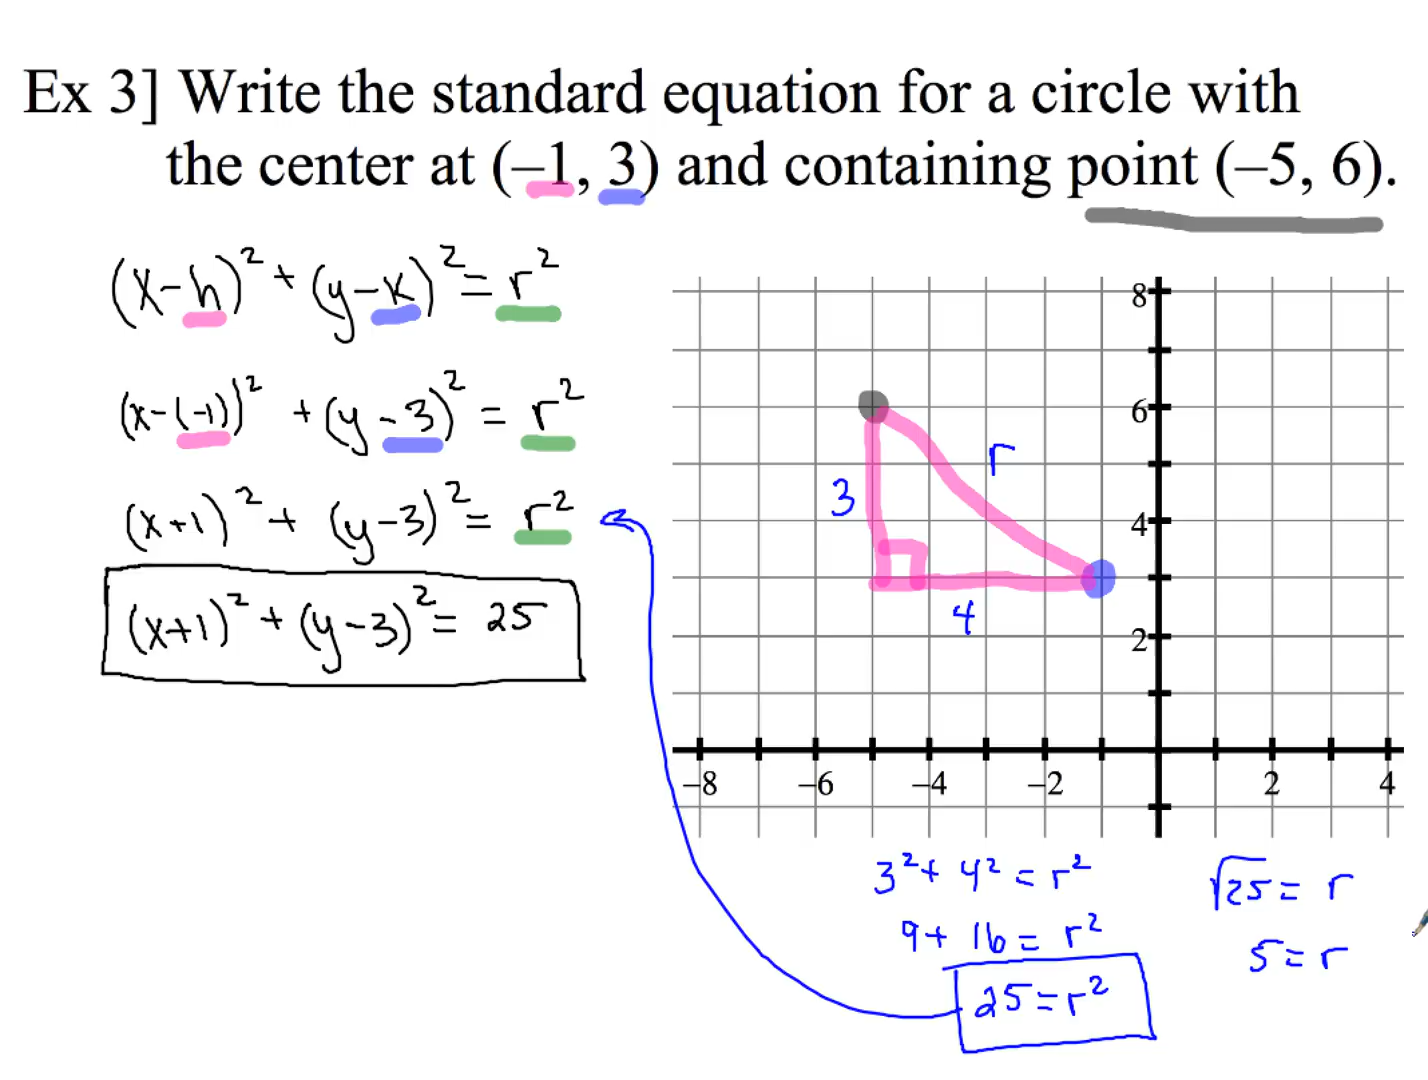 Ex 3] Write the standard equation for a circle with
the center at (–1, 3) and containing point (–5, 6).
(x-h)² + (y-k)² = r²
(x-(-1))² + (y-3)² = r²
(x+1)² + (y-3)² = r²
(x+1)² + (y-3)² = 25
8
6
4
2
–8 –6 –4 –2 2 4
r
3
4
3² + 4² = r²
9 + 16 = r²
25 = r²
√25 = r
5 = r